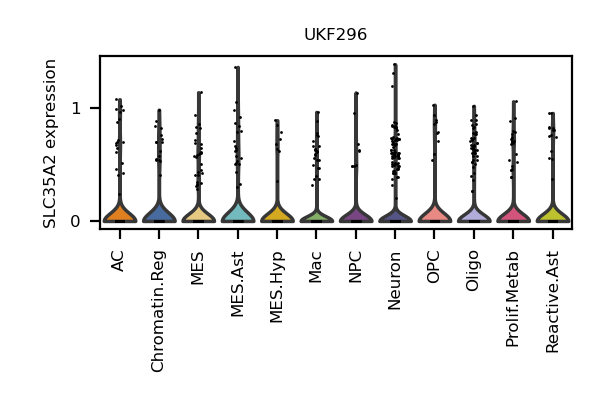 UKF296
SLC35A2 expression
1
0
AC
Chromatin.Reg
MES
MES.Ast
MES.Hyp
Mac
NPC
Neuron
OPC
Oligo
Prolif.Metab
Reactive.Ast